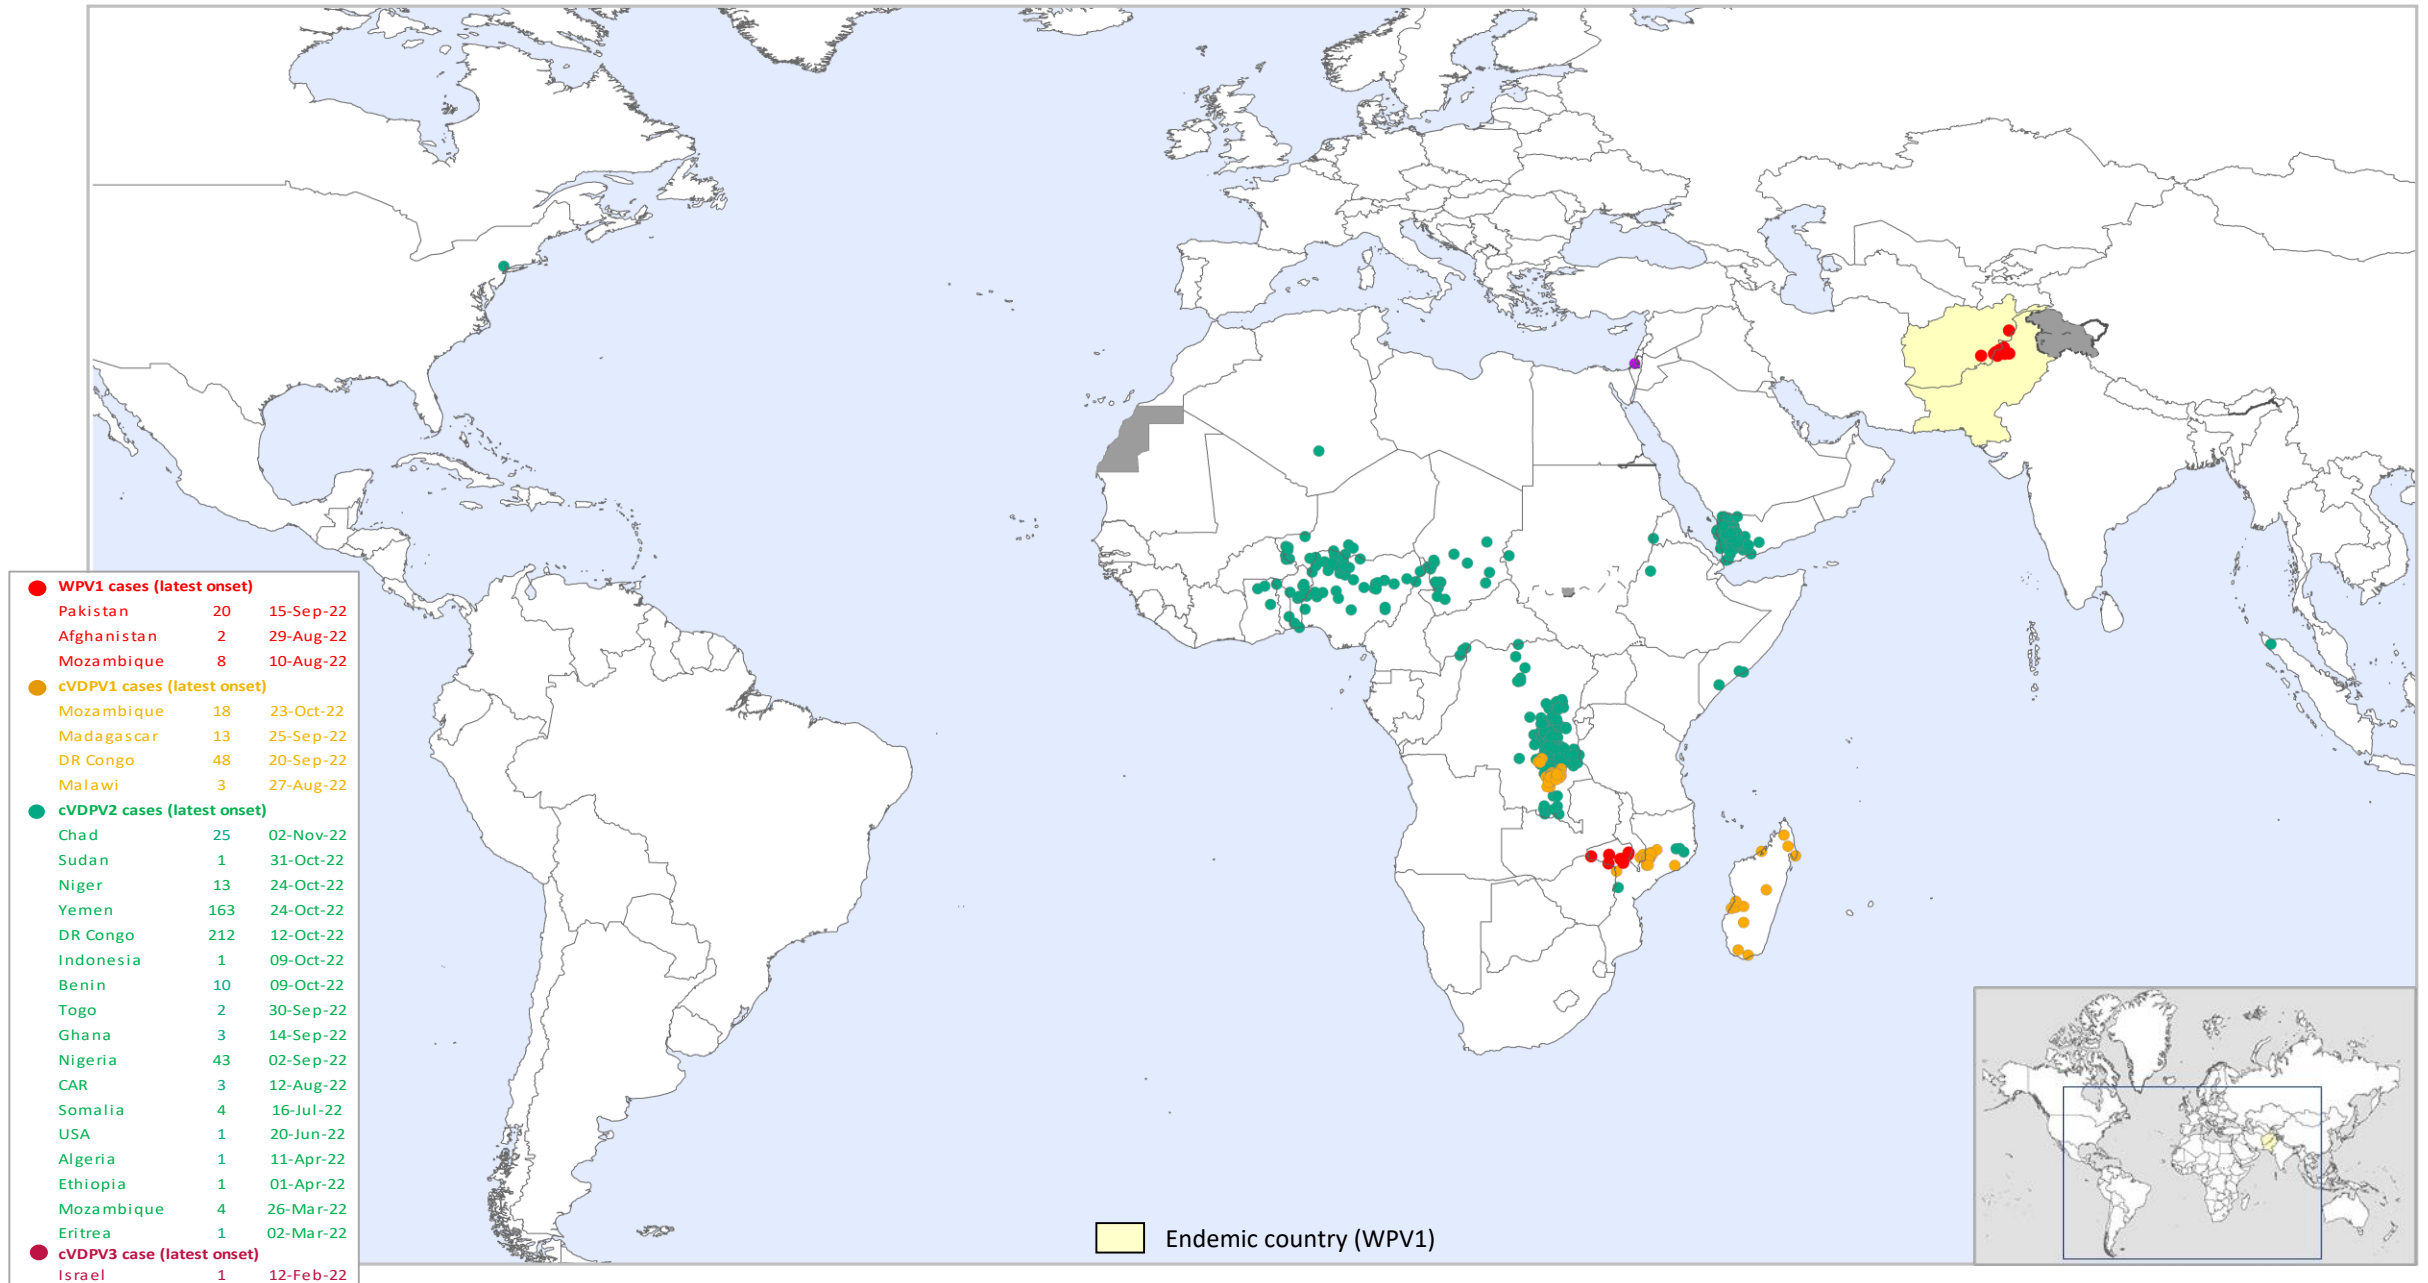 WPV1 cases (latest onset)
Pakistan 20 15-Sep-22
Afghanistan 2 29-Aug-22
Mozambique 8 10-Aug-22
cVDPV1 cases (latest onset)
Mozambique 18 23-Oct-22
Madagascar 13 25-Sep-22
DR Congo 48 20-Sep-22
Malawi 3 27-Aug-22
cVDPV2 cases (latest onset)
Chad 25 02-Nov-22
Sudan 1 31-Oct-22
Niger 13 24-Oct-22
Yemen 163 24-Oct-22
DR Congo 212 12-Oct-22
Indonesia 1 09-Oct-22
Benin 10 09-Oct-22
Togo 2 30-Sep-22
Ghana 3 14-Sep-22
Nigeria 43 02-Sep-22
CAR 3 12-Aug-22
Somalia 4 16-Jul-22
USA 1 20-Jun-22
Algeria 1 11-Apr-22
Ethiopia 1 01-Apr-22
Mozambique 4 26-Mar-22
Eritrea 1 02-Mar-22
cVDPV3 case (latest onset)
Israel 1 12-Feb-22
Endemic country (WPV1)